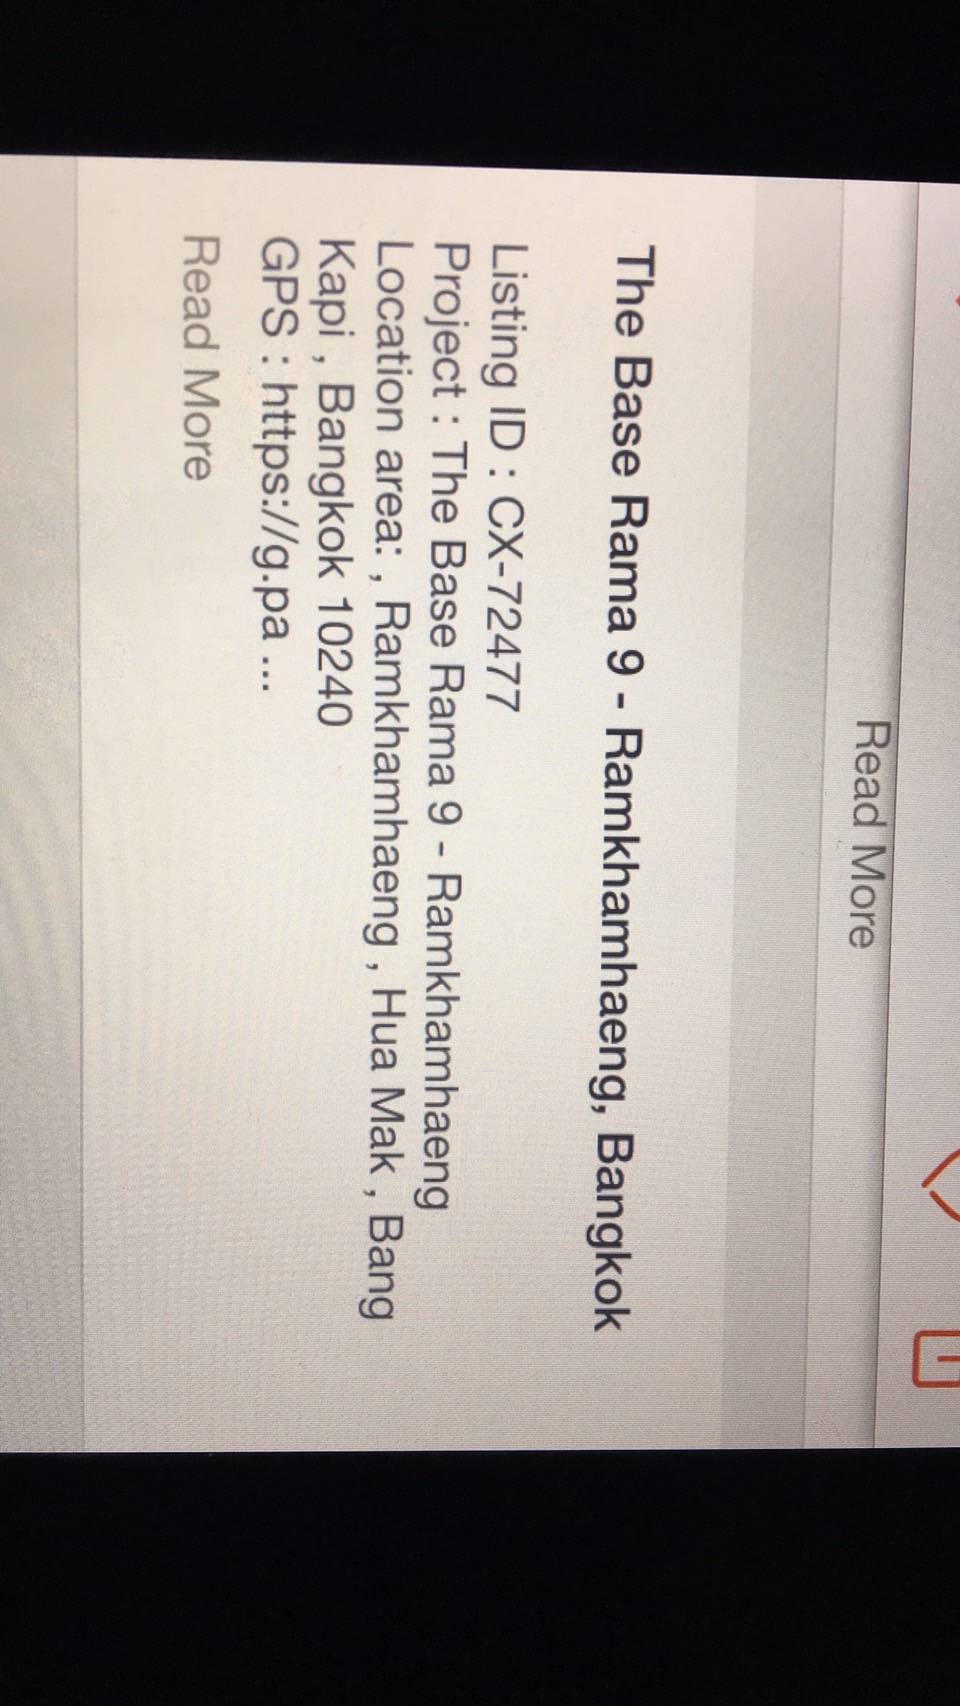 Read More
The Base Rama 9 - Ramkhamhaeng, Bangkok
Listing ID : CX-72477
Project : The Base Rama 9 - Ramkhamhaeng
Location area: , Ramkhamhaeng , Hua Mak , Bang
Kapi , Bangkok 10240
GPS : https://g.pa ...
Read More